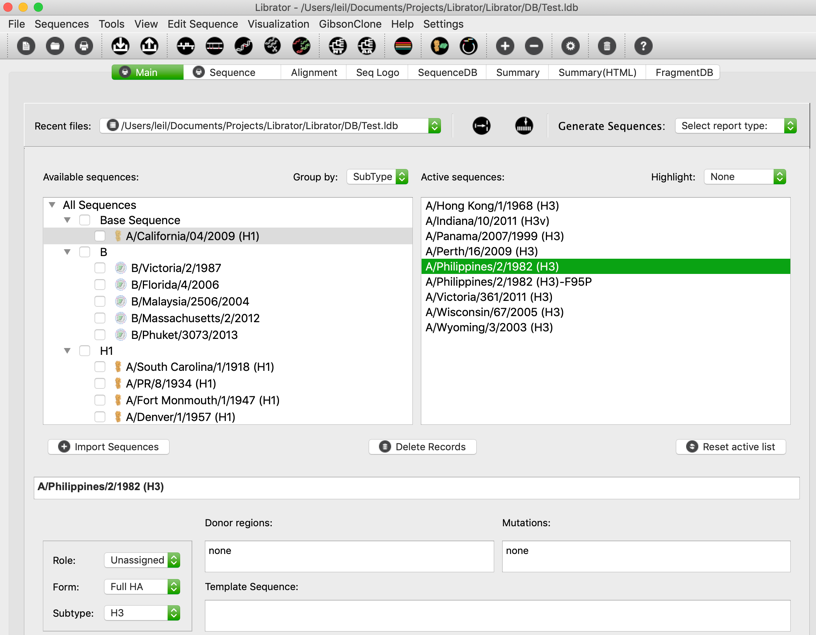 Librator - /Users/leil/Documents/Projects/Librator/Librator/DB/Test.ldb
File Sequences Tools View Edit Sequence Visualization GibsonClone Help Settings
Main Sequence Alignment Seq Logo SequenceDB Summary Summary(HTML) FragmentDB
Recent files: /Users/leil/Documents/Projects/Librator/Librator/DB/Test.ldb Generate Sequences: Select report type:
Available sequences: Group by: SubType Active sequences: Highlight: None
All Sequences
Base Sequence
A/California/04/2009 (H1)
B
B/Victoria/2/1987
B/Florida/4/2006
B/Malaysia/2506/2004
B/Massachusetts/2/2012
B/Phuket/3073/2013
H1
A/South Carolina/1/1918 (H1)
A/PR/8/1934 (H1)
A/Fort Monmouth/1/1947 (H1)
A/Denver/1/1957 (H1)
A/Hong Kong/1/1968 (H3)
A/Indiana/10/2011 (H3v)
A/Panama/2007/1999 (H3)
A/Perth/16/2009 (H3)
A/Philippines/2/1982 (H3)
A/Philippines/2/1982 (H3)-F95P
A/Victoria/361/2011 (H3)
A/Wisconsin/67/2005 (H3)
A/Wyoming/3/2003 (H3)
Import Sequences Delete Records Reset active list
A/Philippines/2/1982 (H3)
Donor regions: Mutations:
none none
Role: Unassigned
Form: Full HA
Template Sequence:
Subtype: H3